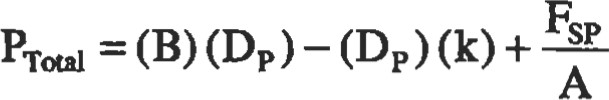 P_Total = (B)(D_P) – (D_P)(k) + F_SP / A